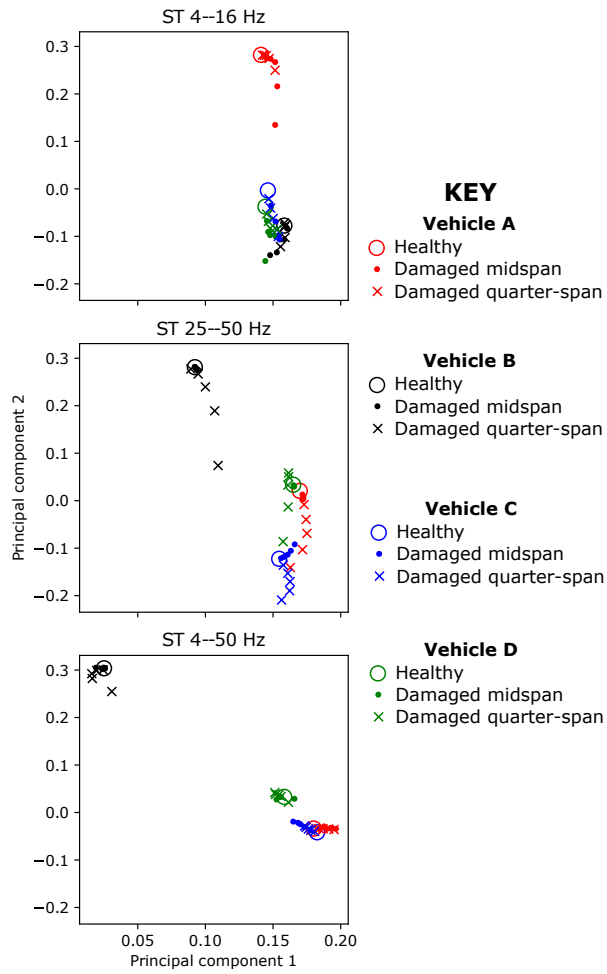 ST 4--16 Hz
0.3
0.2
0.1
0.0
−0.1
−0.2
ST 25--50 Hz
0.3
0.2
0.1
0.0
−0.1
−0.2
Principal component 2
ST 4--50 Hz
0.3
0.2
0.1
0.0
−0.1
−0.2
0.05 0.10 0.15 0.20
Principal component 1
KEY
Vehicle A
Healthy
Damaged midspan
Damaged quarter-span
Vehicle B
Healthy
Damaged midspan
Damaged quarter-span
Vehicle C
Healthy
Damaged midspan
Damaged quarter-span
Vehicle D
Healthy
Damaged midspan
Damaged quarter-span